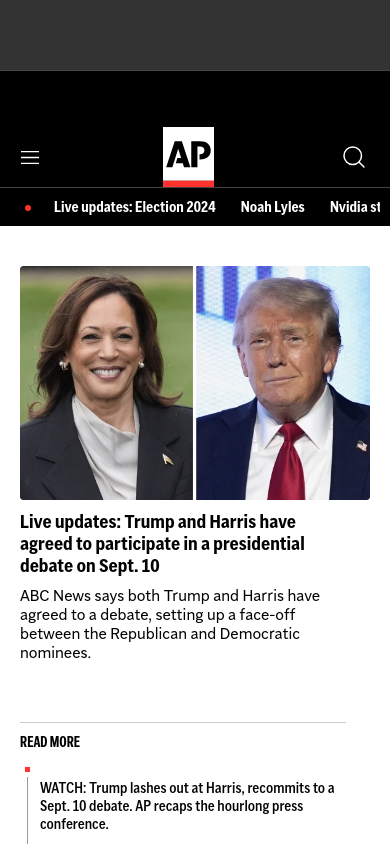 AP
Live updates: Election 2024 Noah Lyles Nvidia st
Live updates: Trump and Harris have
agreed to participate in a presidential
debate on Sept. 10
ABC News says both Trump and Harris have
agreed to a debate, setting up a face-off
between the Republican and Democratic
nominees.
READ MORE
WATCH: Trump lashes out at Harris, recommits to a
Sept. 10 debate. AP recaps the hourlong press
conference.